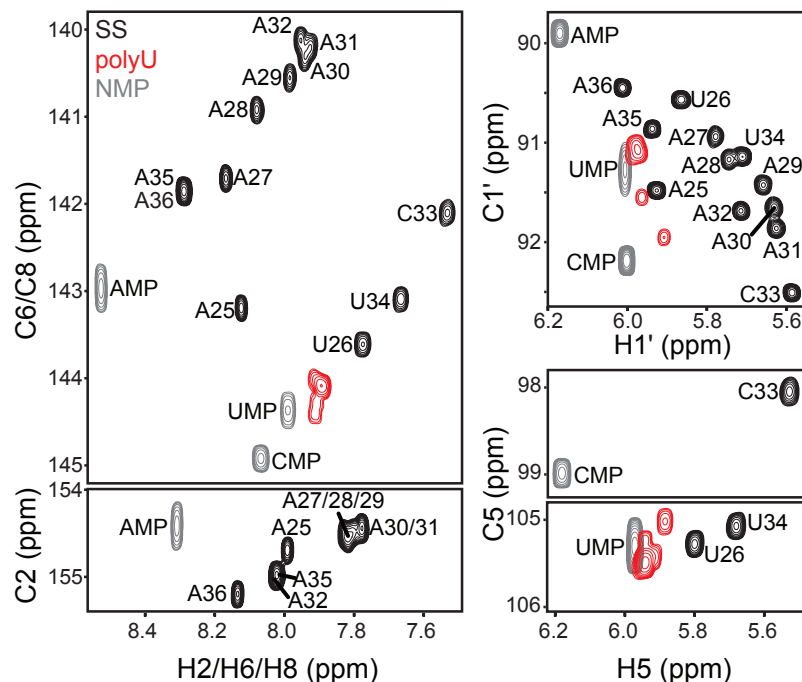 SS
polyU
NMP
140
141
142
143
144
145
C6/C8 (ppm)
A32
A31
A30
A29
A28
A27
A35
A36
C33
AMP
A25
U34
U26
UMP
CMP
154
155
C2 (ppm)
AMP
A27/28/29
A25
A30/31
A35
A32
A36
8.4
8.2
8.0
7.8
7.6
H2/H6/H8 (ppm)
90
91
92
C1' (ppm)
AMP
A36
U26
A35
A27
U34
UMP
A28
A29
A25
A32
A30
A31
CMP
C33
6.2
6.0
5.8
5.6
H1' (ppm)
98
99
C33
CMP
C5 (ppm)
105
106
UMP
U34
U26
6.2
6.0
5.8
5.6
H5 (ppm)